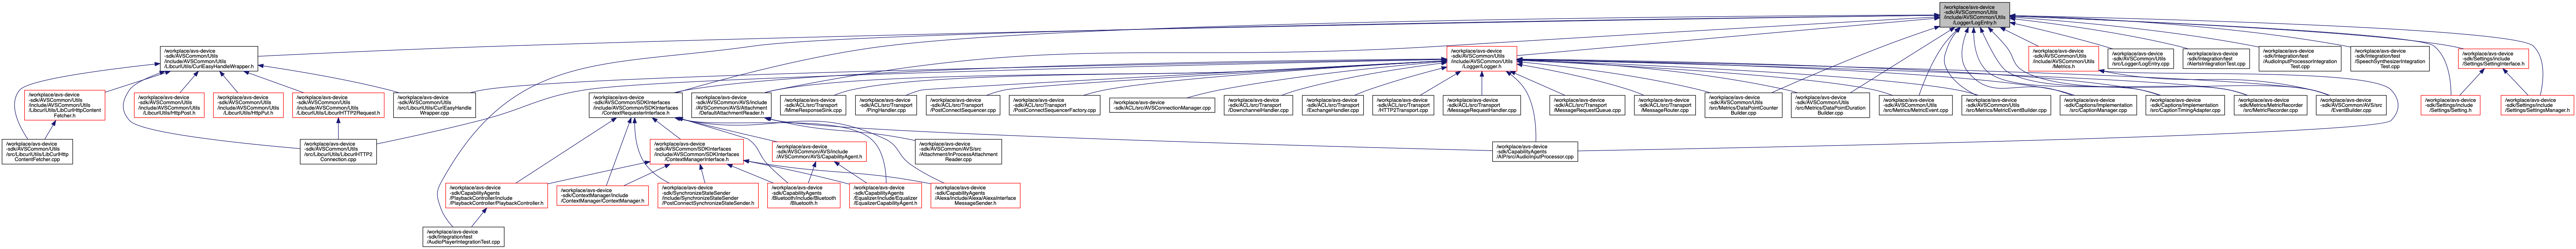 /workplace/avs-device
-sdk/AVSCommon/Utils
/include/AVSCommon/Utils
/Logger/LogEntry.h
/workplace/avs-device
-sdk/AVSCommon/Utils
/include/AVSCommon/Utils
/LibcurlUtils/CurlEasyHandleWrapper.h
/workplace/avs-device
-sdk/AVSCommon/Utils
include/AVSCommon/Utils
/Logger/Logger.h
/workplace/avs-device
-sdk/AVSCommon/Utils
/include/AVSCommon/Utils
/Metrics.h
/workplace/avs-device
-sdk/AVSCommon/Utils
/src/Logger/LogEntry.cpp
/workplace/avs-device
-sdk/Integration/test
/AlertsIntegrationTest.cpp
/workplace/avs-device
-sdk/Integration/test
/AudioInputProcessorIntegration
Test.cpp
/workplace/avs-device
-sdk/Integration/test
/SpeechSynthesizerIntegration
Test.cpp
/workplace/avs-device
-sdk/Settings/include
/Settings/SettingInterface.h
/workplace/avs-device
-sdk/AVSCommon/Utils
/include/AVSCommon/Utils
/LibcurlUtils/LibCurlHttpContent
Fetcher.h
/workplace/avs-device
-sdk/AVSCommon/Utils
/include/AVSCommon/Utils
/LibcurlUtils/HttpPost.h
/workplace/avs-device
-sdk/AVSCommon/Utils
/include/AVSCommon/Utils
/LibcurlUtils/HttpPut.h
/workplace/avs-device
-sdk/AVSCommon/Utils
/include/AVSCommon/Utils
/LibcurlUtils/LibcurlHTTP2Request.h
/workplace/avs-device
-sdk/AVSCommon/Utils
/src/LibcurlUtils/CurlEasyHandle
Wrapper.cpp
/workplace/avs-device
-sdk/AVSCommon/SDKInterfaces
/include/AVSCommon/SDKInterfaces
/ContextRequesterInterface.h
/workplace/avs-device
-sdk/AVSCommon/AVS/include
/AVSCommon/AVS/Attachment
/DefaultAttachmentReader.h
/workplace/avs-device
-sdk/ACL/src/Transport
/MimeResponseSink.cpp
/workplace/avs-device
-sdk/ACL/src/Transport
/PingHandler.cpp
/workplace/avs-device
-sdk/ACL/src/Transport
/PostConnectSequencer.cpp
/workplace/avs-device
-sdk/ACL/src/Transport
/PostConnectSequencerFactory.cpp
/workplace/avs-device
-sdk/ACL/src/AVSConnectionManager.cpp
/workplace/avs-device
-sdk/ACL/src/Transport
/DownchannelHandler.cpp
/workplace/avs-device
-sdk/ACL/src/Transport
/ExchangeHandler.cpp
/workplace/avs-device
-sdk/ACL/src/Transport
/HTTP2Transport.cpp
/workplace/avs-device
-sdk/ACL/src/Transport
/MessageRequestHandler.cpp
/workplace/avs-device
-sdk/ACL/src/Transport
/MessageRequestQueue.cpp
/workplace/avs-device
-sdk/ACL/src/Transport
/MessageRouter.cpp
/workplace/avs-device
-sdk/AVSCommon/Utils
/src/Metrics/DataPointCounter
Builder.cpp
/workplace/avs-device
-sdk/AVSCommon/Utils
/src/Metrics/DataPointDuration
Builder.cpp
/workplace/avs-device
-sdk/AVSCommon/Utils
/src/Metrics/MetricEvent.cpp
/workplace/avs-device
-sdk/AVSCommon/Utils
/src/Metrics/MetricEventBuilder.cpp
/workplace/avs-device
-sdk/Captions/Implementation
/src/CaptionManager.cpp
/workplace/avs-device
-sdk/Captions/Implementation
/src/CaptionTimingAdapter.cpp
/workplace/avs-device
-sdk/Metrics/MetricRecorder
/src/MetricRecorder.cpp
/workplace/avs-device
-sdk/AVSCommon/AVS/src
/EventBuilder.cpp
/workplace/avs-device
-sdk/Settings/include
/Settings/Setting.h
/workplace/avs-device
-sdk/Settings/include
/Settings/SettingsManager.h
/workplace/avs-device
-sdk/AVSCommon/Utils
/src/LibcurlUtils/LibCurlHttp
ContentFetcher.cpp
/workplace/avs-device
-sdk/AVSCommon/Utils
/src/LibcurlUtils/LibcurlHTTP2
Connection.cpp
/workplace/avs-device
-sdk/AVSCommon/SDKInterfaces
/include/AVSCommon/SDKInterfaces
/ContextManagerInterface.h
/workplace/avs-device
-sdk/AVSCommon/AVS/include
/AVSCommon/AVS/CapabilityAgent.h
/workplace/avs-device
-sdk/AVSCommon/AVS/src
/Attachment/InProcessAttachment
Reader.cpp
/workplace/avs-device
-sdk/CapabilityAgents
/AIP/src/AudioInputProcessor.cpp
/workplace/avs-device
-sdk/CapabilityAgents
/PlaybackController/include
/PlaybackController/PlaybackController.h
/workplace/avs-device
-sdk/ContextManager/include
/ContextManager/ContextManager.h
/workplace/avs-device
-sdk/SynchronizeStateSender
/include/SynchronizeStateSender
/PostConnectSynchronizeStateSender.h
/workplace/avs-device
-sdk/CapabilityAgents
/Bluetooth/include/Bluetooth
/Bluetooth.h
/workplace/avs-device
-sdk/CapabilityAgents
/Equalizer/include/Equalizer
/EqualizerCapabilityAgent.h
/workplace/avs-device
-sdk/CapabilityAgents
/Alexa/include/Alexa/AlexaInterface
MessageSender.h
/workplace/avs-device
-sdk/Integration/test
/AudioPlayerIntegrationTest.cpp